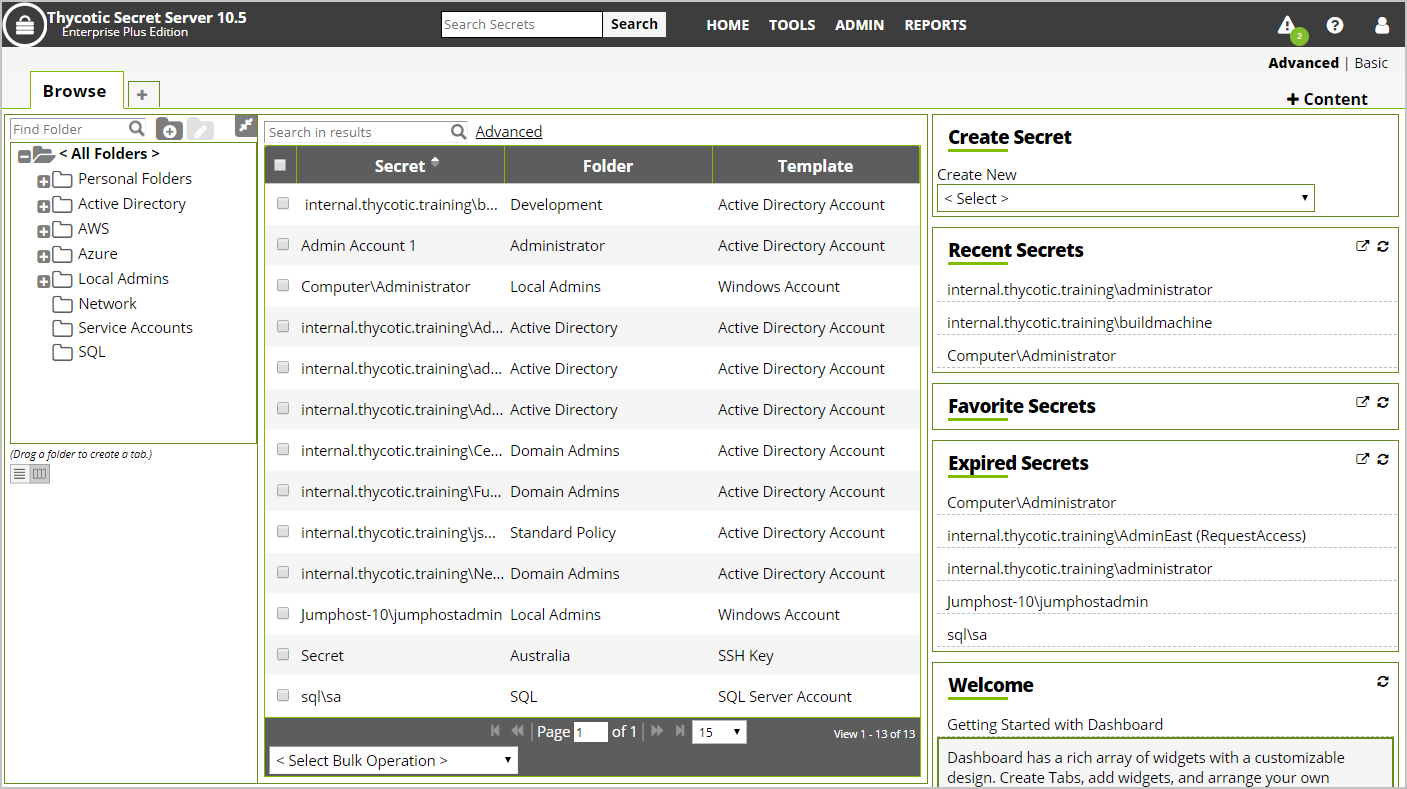 Thycotic Secret Server 10.5
Enterprise Plus Edition
Search Secrets
Search
HOME TOOLS ADMIN REPORTS
2
Advanced | Basic
Browse
+
+ Content
Find Folder
< All Folders >
Personal Folders
Active Directory
AWS
Azure
Local Admins
Network
Service Accounts
SQL
(Drag a folder to create a tab.)
Search in results
Advanced
Secret Folder Template
internal.thycotic.training\b... Development Active Directory Account
Admin Account 1 Administrator Active Directory Account
Computer\Administrator Local Admins Windows Account
internal.thycotic.training\Ad... Active Directory Active Directory Account
internal.thycotic.training\ad... Active Directory Active Directory Account
internal.thycotic.training\Ad... Active Directory Active Directory Account
internal.thycotic.training\Ce... Domain Admins Active Directory Account
internal.thycotic.training\Fu... Domain Admins Active Directory Account
internal.thycotic.training\js... Standard Policy Active Directory Account
internal.thycotic.training\Ne... Domain Admins Active Directory Account
Jumphost-10\jumphostadmin Local Admins Windows Account
Secret Australia SSH Key
sql\sa SQL SQL Server Account
Page 1 of 1 15 View 1 - 13 of 13
< Select Bulk Operation >
Create Secret
Create New
< Select >
Recent Secrets
internal.thycotic.training\administrator
internal.thycotic.training\buildmachine
Computer\Administrator
Favorite Secrets
Expired Secrets
Computer\Administrator
internal.thycotic.training\AdminEast (RequestAccess)
internal.thycotic.training\administrator
Jumphost-10\jumphostadmin
sql\sa
Welcome
Getting Started with Dashboard
Dashboard has a rich array of widgets with a customizable
design. Create Tabs, add widgets, and arrange your own